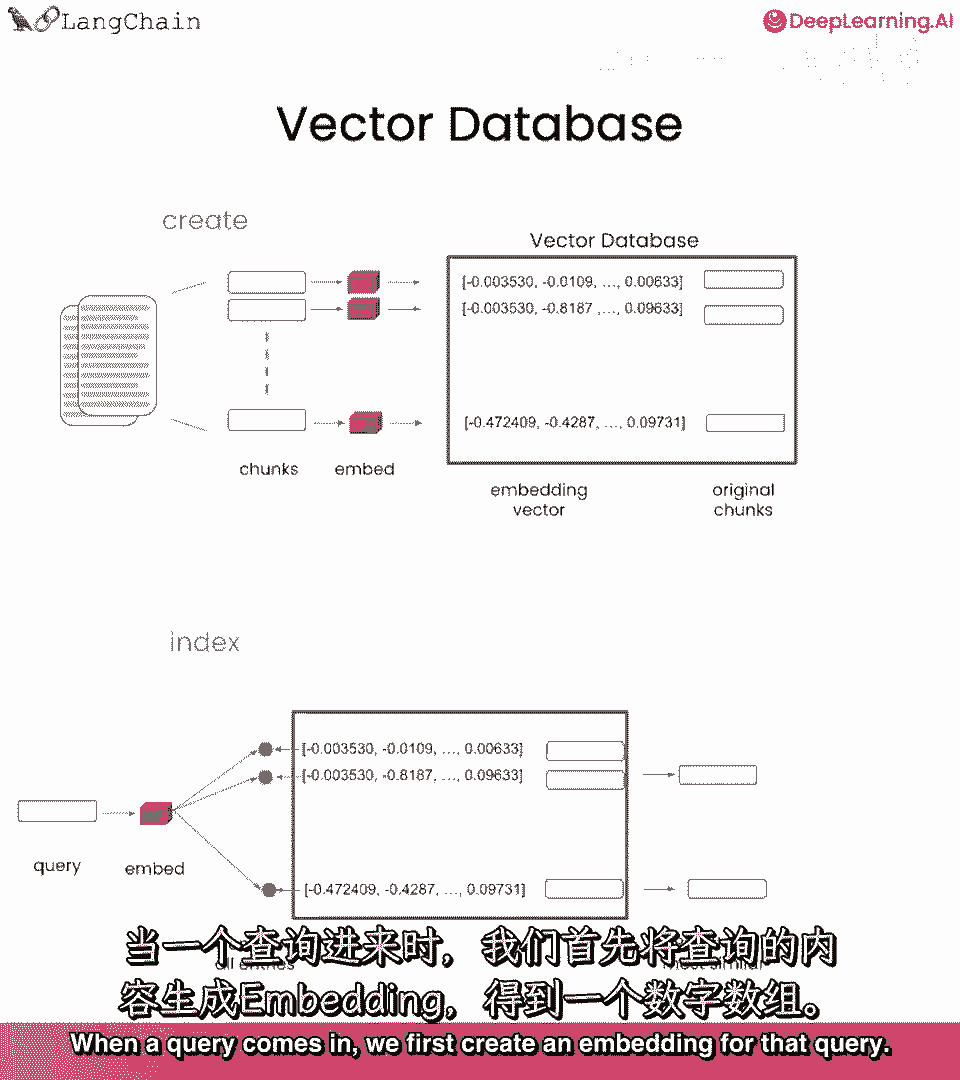 LangChain
DeepLearning.AI
Vector Database
create
Vector Database
[-0.003530, -0.0109, ..., 0.00633]
[-0.003530, -0.8187 ,..., 0.09633]
[-0.472409, -0.4287, ..., 0.09731]
chunks
embed
embedding
vector
original
chunks
index
[-0.003530, -0.0109, ..., 0.00633]
[-0.003530, -0.8187, ..., 0.09633]
[-0.472409, -0.4287, ..., 0.09731]
query
embed
all entries
most similar
当一个查询进来时，我们首先将查询的内
容生成Embedding，得到一个数字数组。
When a query comes in, we first create an embedding for that query.